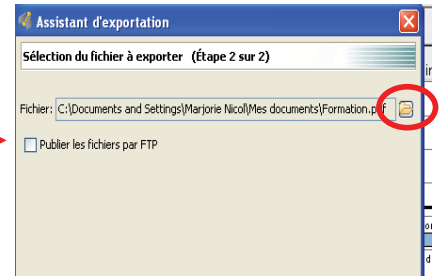 Assistant d'exportation
Sélection du fichier à exporter (Étape 2 sur 2)
Fichier: C:\Documents and Settings\Marjorie Nicol\Mes documents\Formation.pdf
Publier les fichiers par FTP